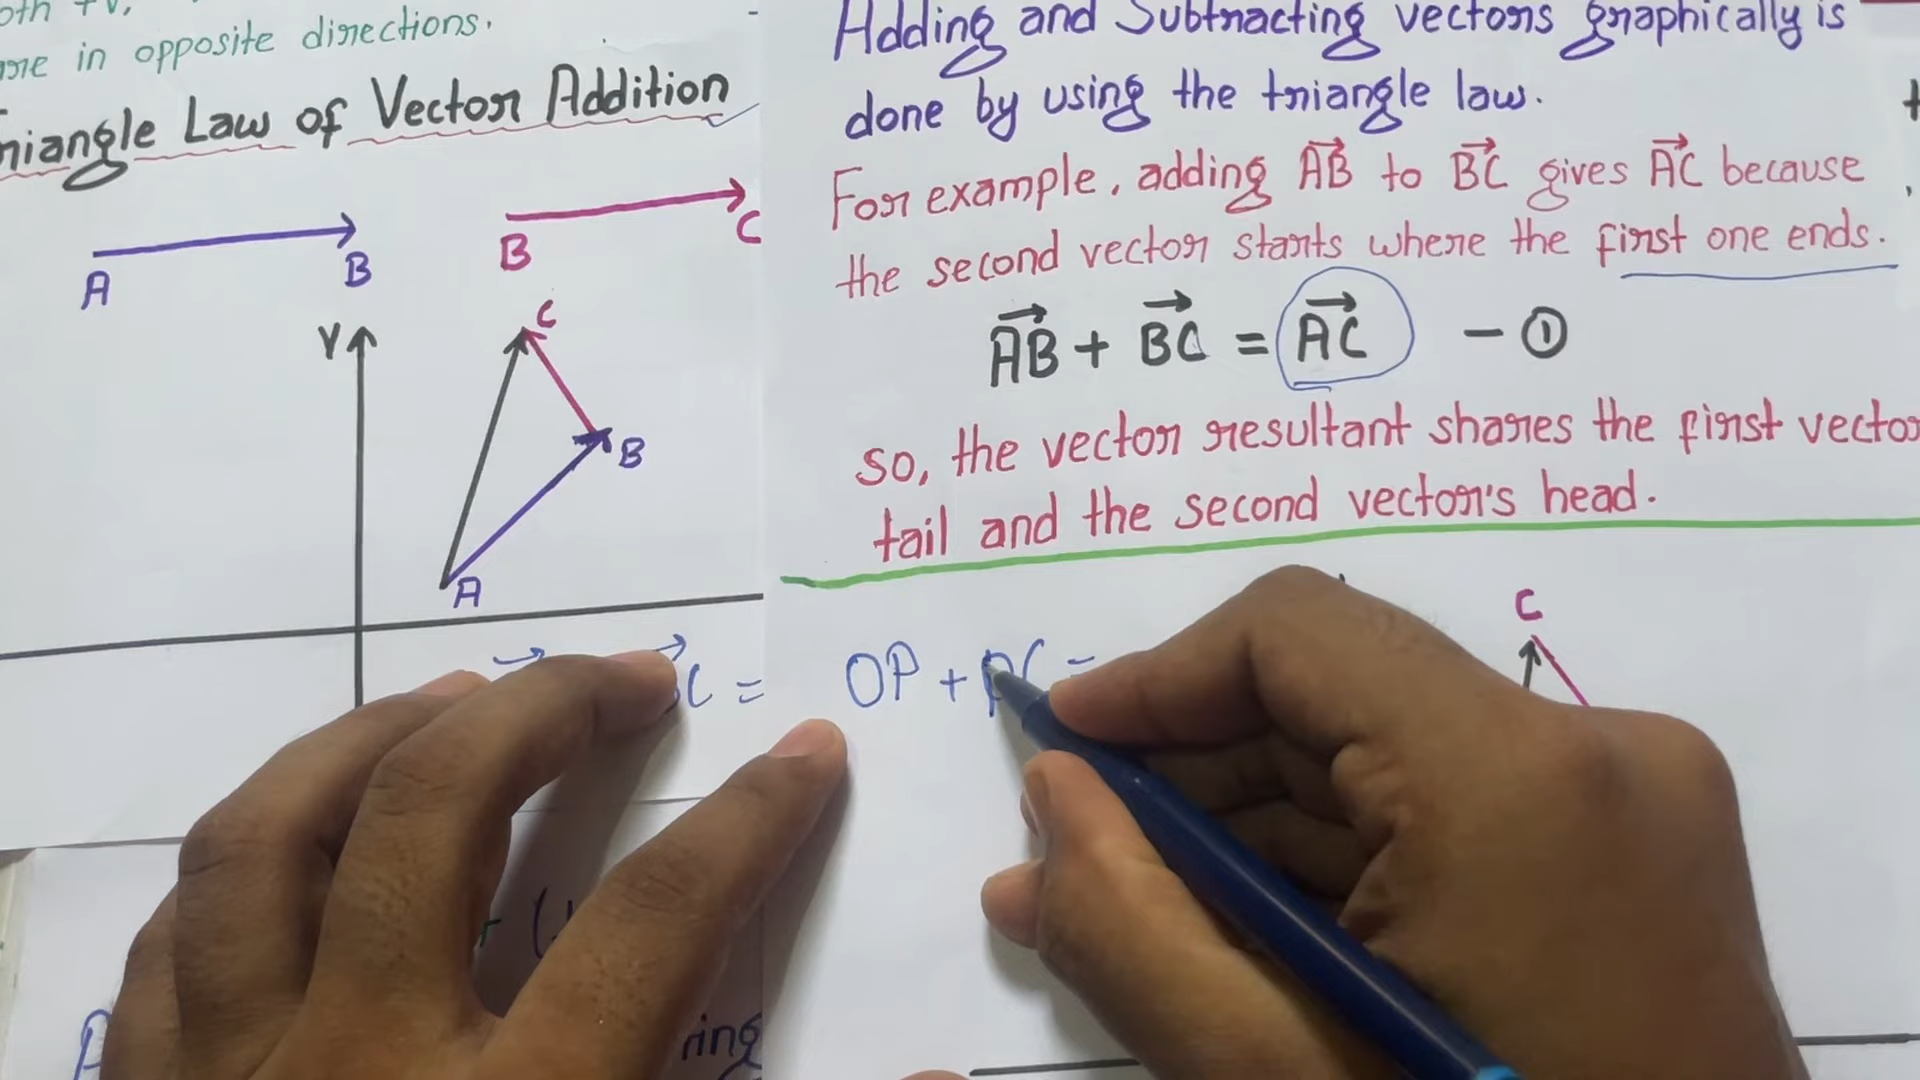 oth +v,
are in opposite directions.
Triangle Law of Vector Addition
A B
B C
Y
C
B
A
C =
Adding and Subtracting vectors graphically is
done by using the triangle law.
For example, adding AB→ to BC→ gives AC→ because
the second vector starts where the first one ends.
AB→ + BC→ = AC→ - ①
so, the vector resultant shares the first vector
tail and the second vector's head.
OP + PC =
C
ring